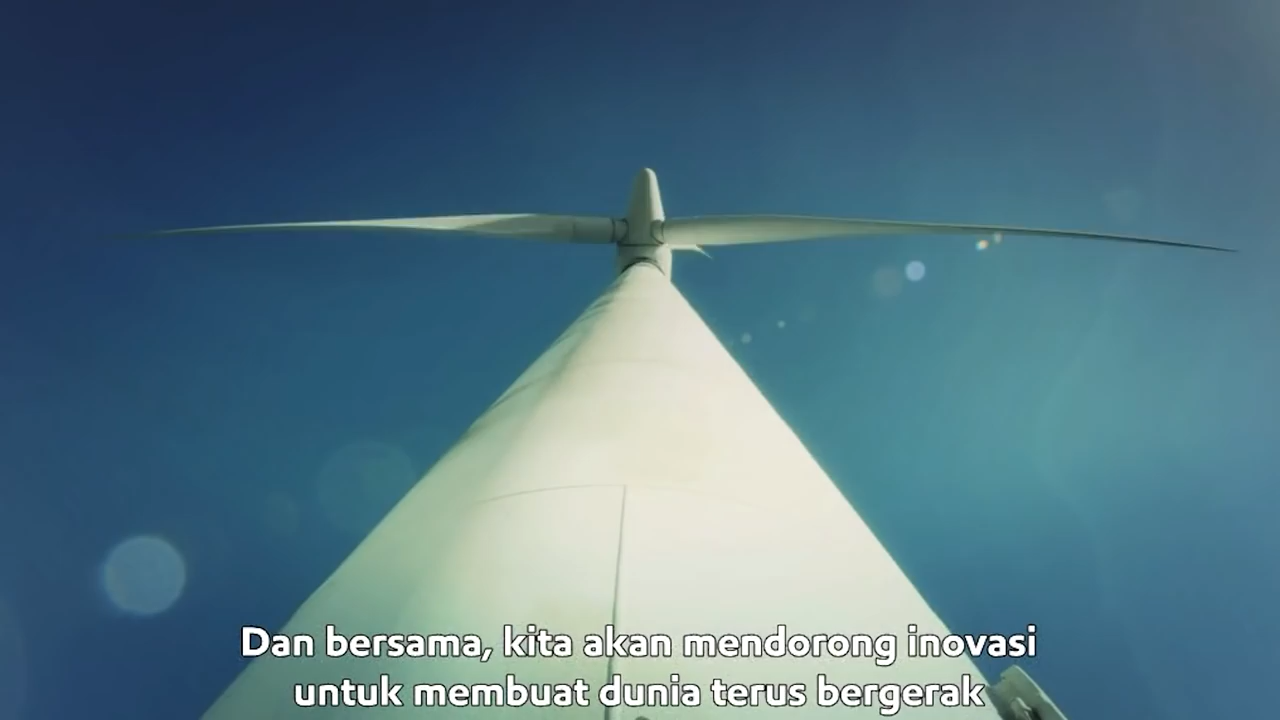 Dan bersama, kita akan mendorong inovasi
untuk membuat dunia terus bergerak